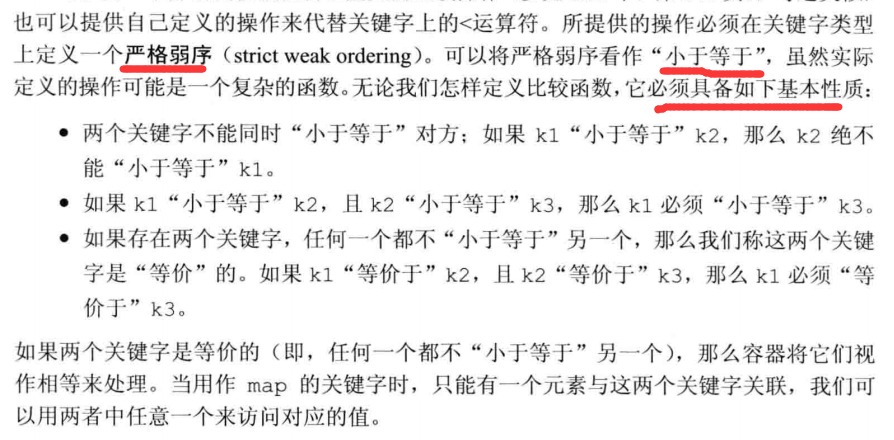 也可以提供自己定义的操作来代替关键字上的<运算符。所提供的操作必须在关键字类型
上定义一个严格弱序（strict weak ordering）。可以将严格弱序看作“小于等于”，虽然实际
定义的操作可能是一个复杂的函数。无论我们怎样定义比较函数，它必须具备如下基本性质：
● 两个关键字不能同时“小于等于”对方；如果 k1“小于等于”k2，那么 k2 绝不
能“小于等于”k1。
● 如果 k1“小于等于”k2，且 k2“小于等于”k3，那么 k1 必须“小于等于”k3。
● 如果存在两个关键字，任何一个都不“小于等于”另一个，那么我们称这两个关键
字是“等价”的。如果 k1“等价于”k2，且 k2“等价于”k3，那么 k1 必须“等
价于”k3。
如果两个关键字是等价的（即，任何一个都不“小于等于”另一个），那么容器将它们视
作相等来处理。当用作 map 的关键字时，只能有一个元素与这两个关键字关联，我们可
以用两者中任意一个来访问对应的值。